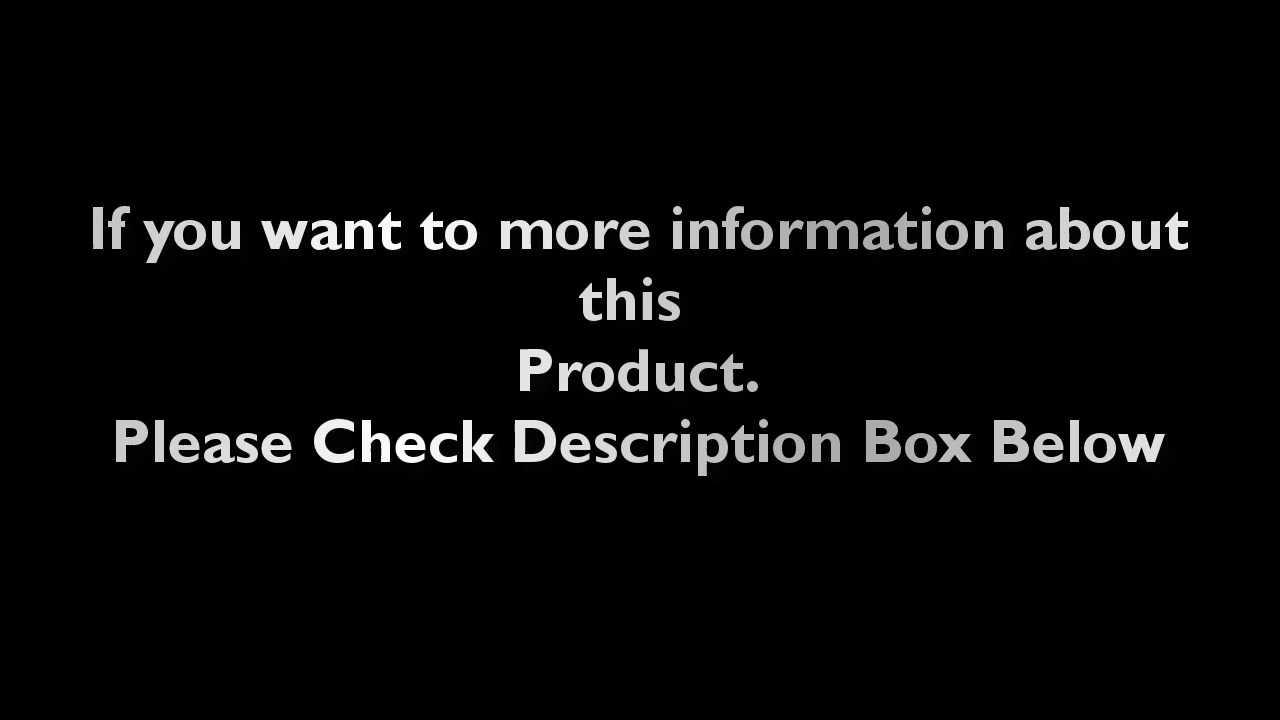 If you want to more information about
this
Product.
Please Check Description Box Below